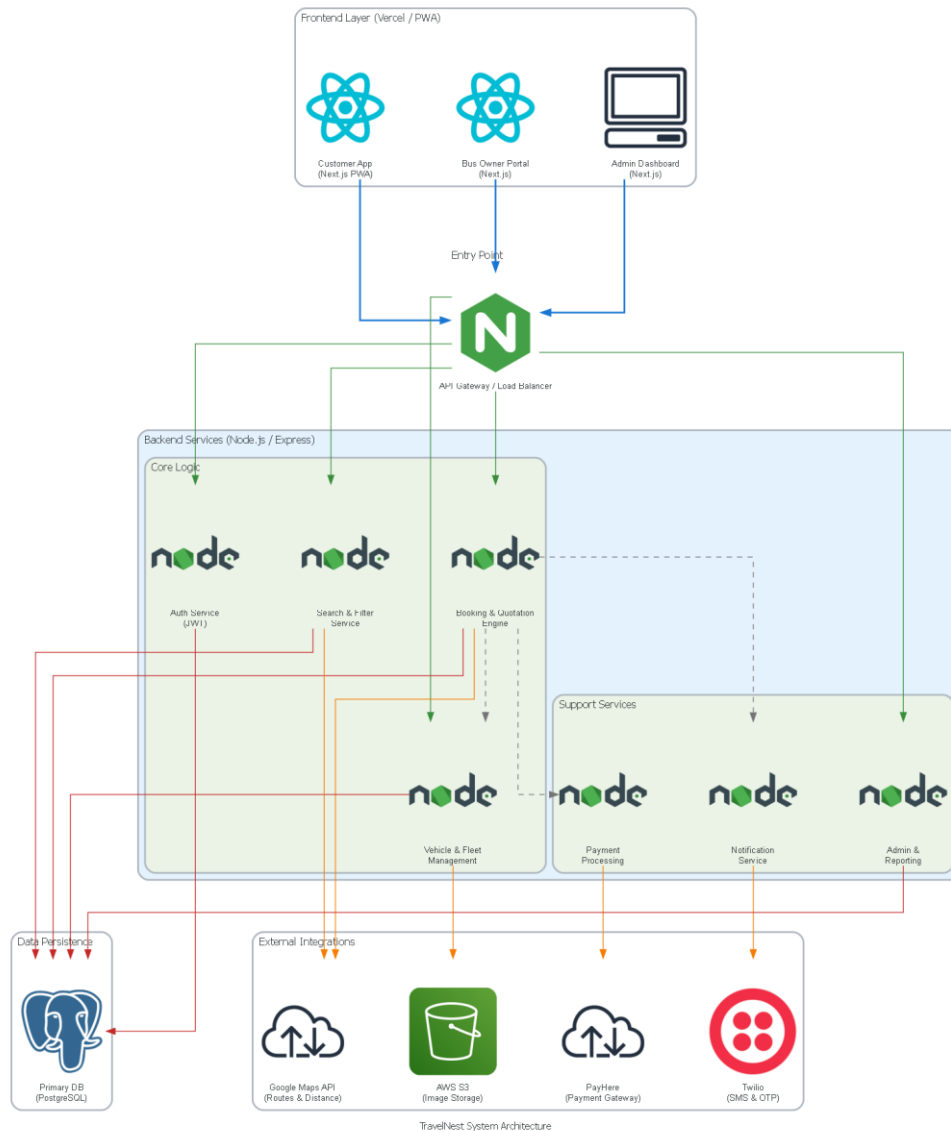 Frontend Layer (Vercel / PWA)
Customer App
(Next.js PWA)
Bus Owner Portal
(Next.js)
Admin Dashboard
(Next.js)
Entry Point
N
API Gateway / Load Balancer
Backend Services (Node.js / Express)
Core Logic
node
Auth Service
(JWT)
node
Search & Filter
Service
node
Booking & Quotation
Engine
node
Vehicle & Fleet
Management
Support Services
node
Payment
Processing
node
Notification
Service
node
Admin &
Reporting
Data Persistence
Primary DB
(PostgreSQL)
External Integrations
Google Maps API
(Routes & Distance)
AWS S3
(Image Storage)
PayHere
(Payment Gateway)
Twilio
(SMS & OTP)
TravelNest System Architecture